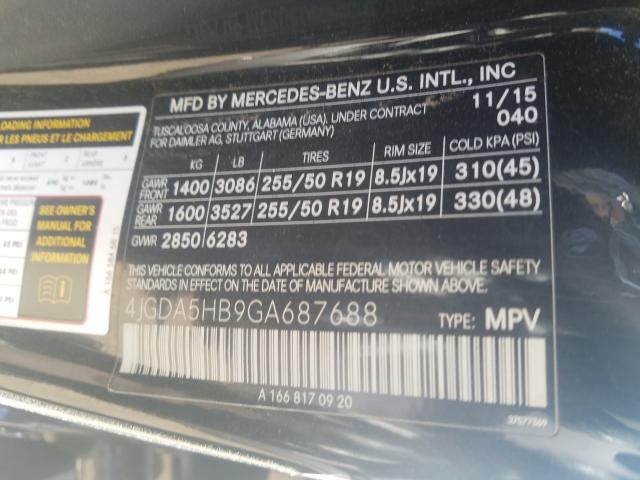 MFD BY MERCEDES-BENZ U.S. INTL., INC
TUSCALOOSA COUNTY, ALABAMA (USA). UNDER CONTRACT 11/15
FOR DAIMLER AG, STUTTGART (GERMANY) 040
KG LB TIRES RIM SIZE COLD KPA (PSI)
GAWR FRONT 1400 3086 255/50 R19 8.5Jx19 310(45)
GAWR REAR 1600 3527 255/50 R19 8.5Jx19 330(48)
GVWR 2850 6283
THIS VEHICLE CONFORMS TO ALL APPLICABLE FEDERAL MOTOR VEHICLE SAFETY
STANDARDS IN EFFECT ON THE DATE OF MANUFACTURE SHOWN ABOVE.
4JGDA5HB9GA687688 TYPE: MPV
A 166 817 09 20
37077369
LOADING INFORMATION
LES PNEUS ET LE CHARGEMENT
SEE OWNER'S
MANUAL FOR
ADDITIONAL
INFORMATION